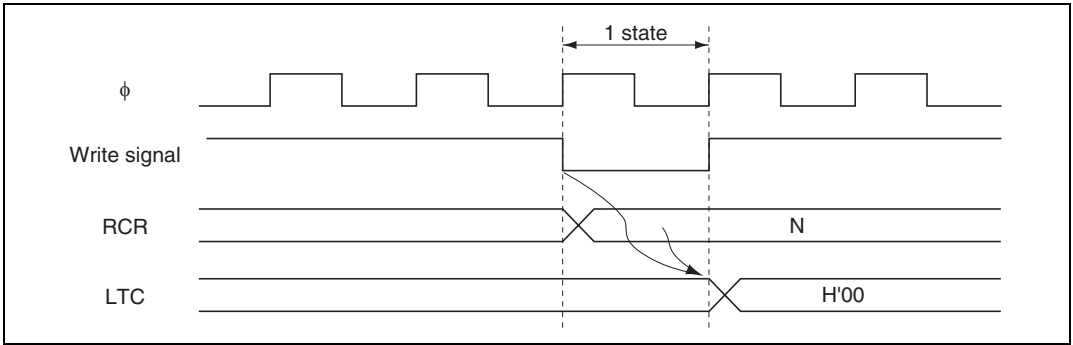 1 state
ϕ
Write signal
RCR
N
LTC
H'00